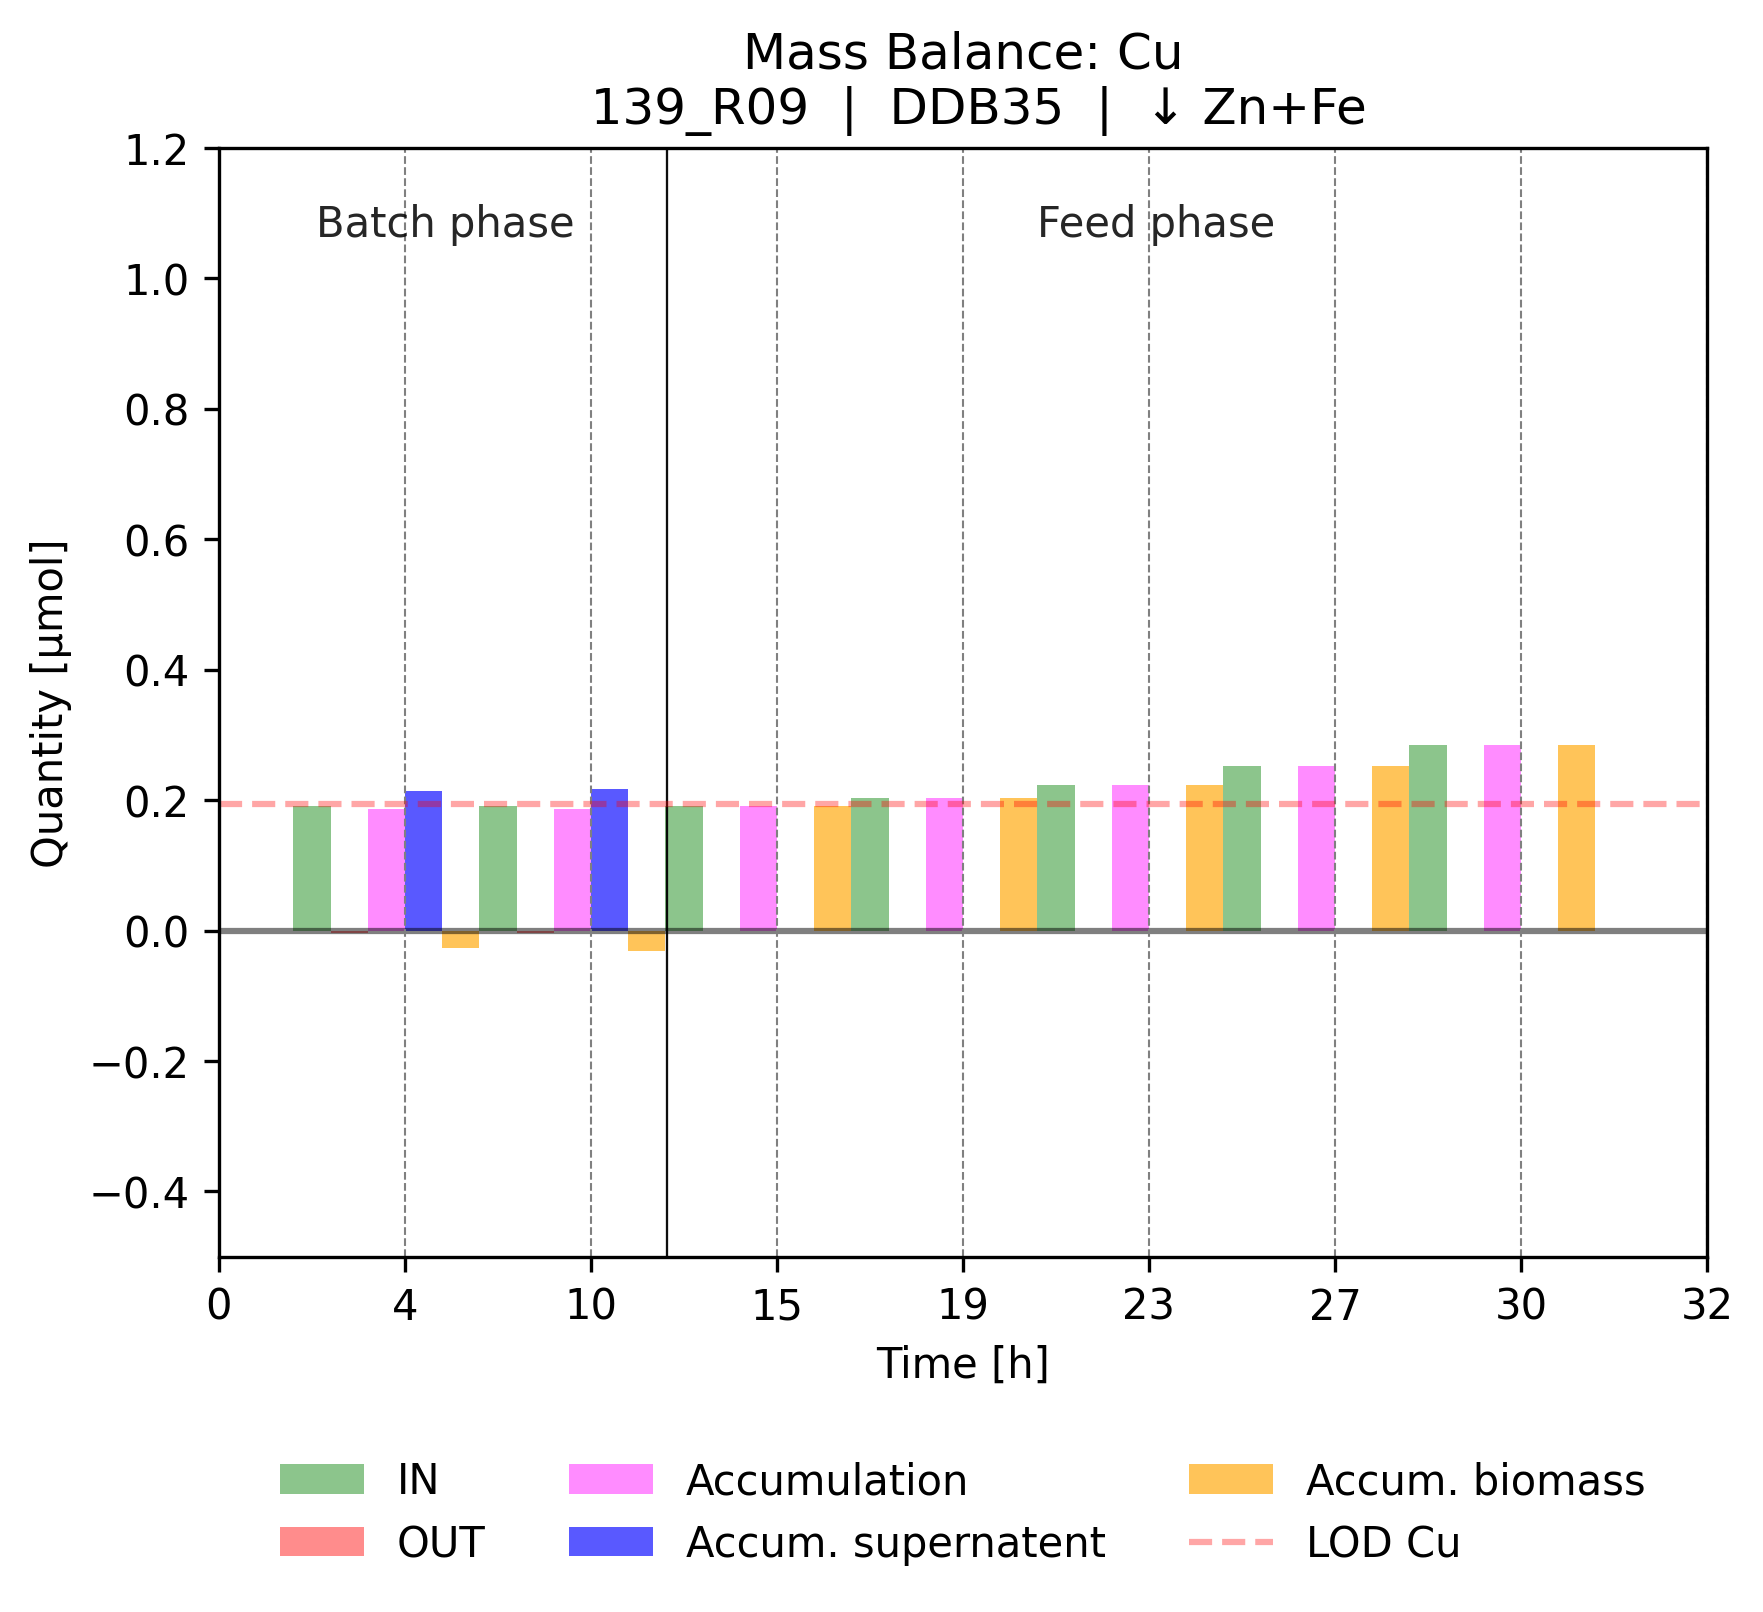 Mass Balance: Cu
139_R09 | DDB35 | ↓ Zn+Fe
1.2
1.0
0.8
0.6
0.4
0.2
0.0
−0.2
−0.4
Quantity [µmol]
Batch phase
Feed phase
0 4 10 15 19 23 27 30 32
Time [h]
IN
OUT
Accumulation
Accum. supernatent
Accum. biomass
LOD Cu